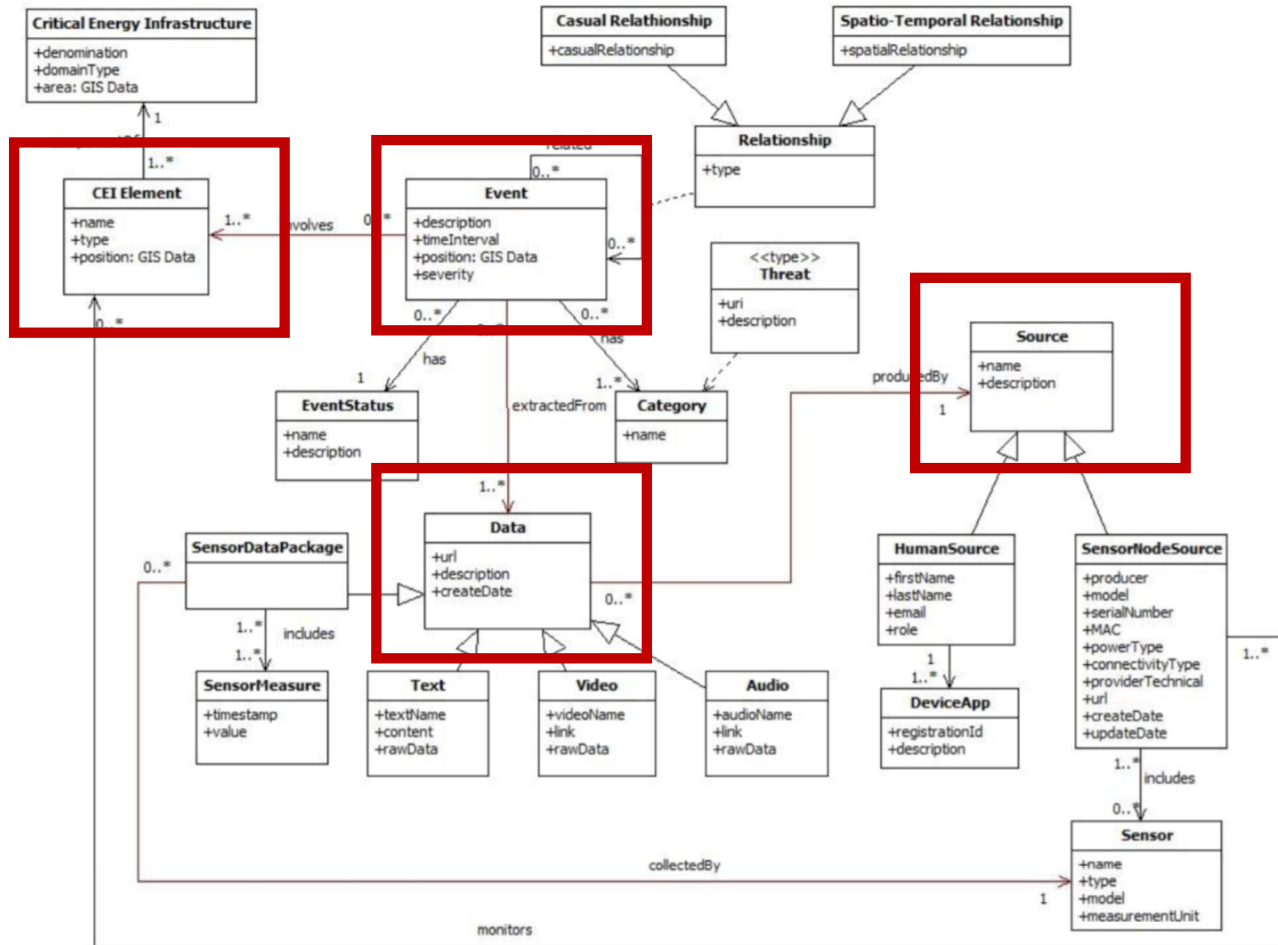 Critical Energy Infrastructure
+denomination
+domainType
+area: GIS Data
Casual Relathionship
+casualRelationship
Spatio-Temporal Relationship
+spatialRelationship
Relationship
+type
1
1..*
CEI Element
+name
+type
+position: GIS Data
0..*
1..*
involves
related
0..*
Event
+description
+timeInterval
+position: GIS Data
+severity
0..*
0..*
has
1
0..*
has
1..*
<<type>>
Threat
+uri
+description
EventStatus
+name
+description
extractedFrom
1..*
Category
+name
producedBy
1
0..*
Source
+name
+description
Data
+url
+description
+createDate
SensorDataPackage
0..*
1..*
includes
1..*
SensorMeasure
+timestamp
+value
Text
+textName
+content
+rawData
Video
+videoName
+link
+rawData
Audio
+audioName
+link
+rawData
HumanSource
+firstName
+lastName
+email
+role
1
1..*
DeviceApp
+registrationId
+description
SensorNodeSource
+producer
+model
+serialNumber
+MAC
+powerType
+connectivityType
+providerTechnical
+url
+createDate
+updateDate
1..*
1..*
includes
0..*
Sensor
+name
+type
+model
+measurementUnit
collectedBy
1
monitors